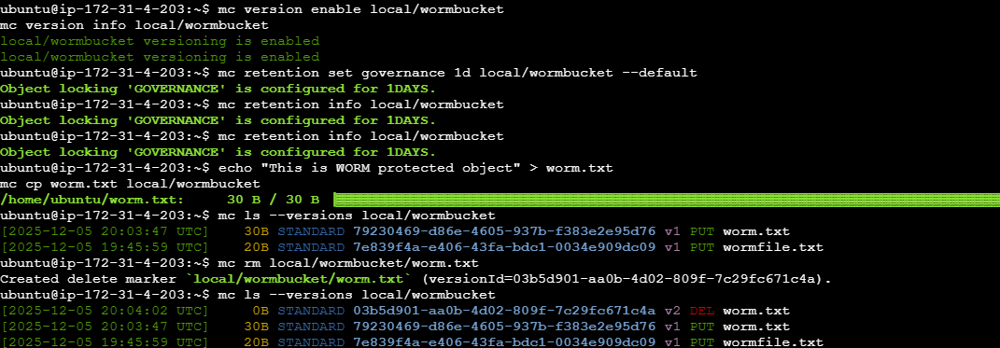 ubuntu@ip-172-31-4-203:~$ mc version enable local/wormbucket
mc version info local/wormbucket
local/wormbucket versioning is enabled
local/wormbucket versioning is enabled
ubuntu@ip-172-31-4-203:~$ mc retention set governance 1d local/wormbucket --default
Object locking 'GOVERNANCE' is configured for 1DAYS.
ubuntu@ip-172-31-4-203:~$ mc retention info local/wormbucket
Object locking 'GOVERNANCE' is configured for 1DAYS.
ubuntu@ip-172-31-4-203:~$ mc retention info local/wormbucket
Object locking 'GOVERNANCE' is configured for 1DAYS.
ubuntu@ip-172-31-4-203:~$ echo "This is WORM protected object" > worm.txt
mc cp worm.txt local/wormbucket
/home/ubuntu/worm.txt: 30 B / 30 B
ubuntu@ip-172-31-4-203:~$ mc ls --versions local/wormbucket
[2025-12-05 20:03:47 UTC] 30B STANDARD 79230469-d86e-4605-937b-f383e2e95d76 v1 PUT worm.txt
[2025-12-05 19:45:59 UTC] 20B STANDARD 7e839f4a-e406-43fa-bdc1-0034e909dc09 v1 PUT wormfile.txt
ubuntu@ip-172-31-4-203:~$ mc rm local/wormbucket/worm.txt
Created delete marker `local/wormbucket/worm.txt` (versionId=03b5d901-aa0b-4d02-809f-7c29fc671c4a).
ubuntu@ip-172-31-4-203:~$ mc ls --versions local/wormbucket
[2025-12-05 20:04:02 UTC] 0B STANDARD 03b5d901-aa0b-4d02-809f-7c29fc671c4a v2 DEL worm.txt
[2025-12-05 20:03:47 UTC] 30B STANDARD 79230469-d86e-4605-937b-f383e2e95d76 v1 PUT worm.txt
[2025-12-05 19:45:59 UTC] 20B STANDARD 7e839f4a-e406-43fa-bdc1-0034e909dc09 v1 PUT wormfile.txt